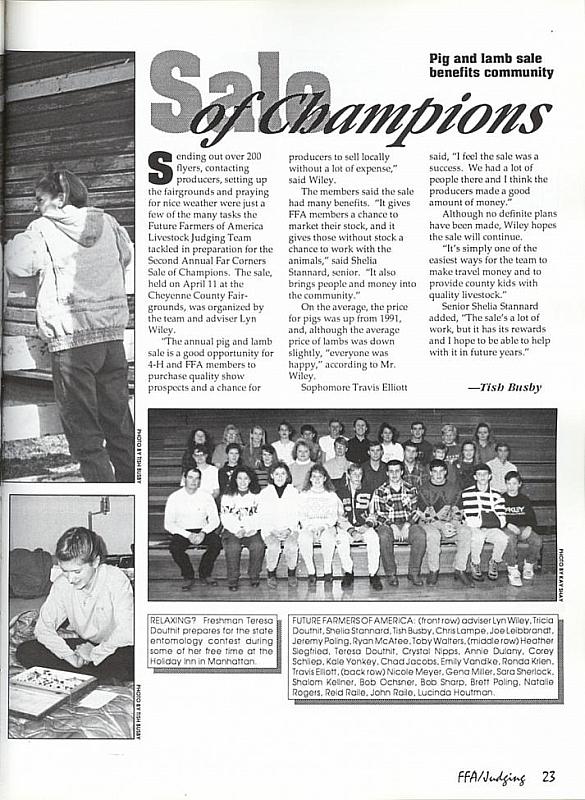 Pig and lamb sale
benefits community
Sale
of Champions
Sending out over 200
flyers, contacting
producers, setting up
the fairgrounds and praying
for nice weather were just a
few of the many tasks the
Future Farmers of America
Livestock Judging Team
tackled in preparation for the
Second Annual Far Corners
Sale of Champions. The sale,
held on April 11 at the
Cheyenne County Fair-
grounds, was organized by
the team and adviser Lyn
Wiley.
"The annual pig and lamb
sale is a good opportunity for
4-H and FFA members to
purchase quality show
prospects and a chance for
producers to sell locally
without a lot of expense,"
said Wiley.
The members said the sale
had many benefits. "It gives
FFA members a chance to
market their stock, and it
gives those without stock a
chance to work with the
animals," said Shelia
Stannard, senior. "It also
brings people and money into
the community."
On the average, the price
for pigs was up from 1991,
and, although the average
price of lambs was down
slightly, "everyone was
happy," according to Mr.
Wiley.
Sophomore Travis Elliott
said, "I feel the sale was a
success. We had a lot of
people there and I think the
producers made a good
amount of money."
Although no definite plans
have been made, Wiley hopes
the sale will continue.
"It's simply one of the
easiest ways for the team to
make travel money and to
provide county kids with
quality livestock."
Senior Shelia Stannard
added, "The sale's a lot of
work, but it has its rewards
and I hope to be able to help
with it in future years."
—Tish Busby
PHOTO BY TISH BUSBY
PHOTO BY KAY SHAY
PHOTO BY TISH BUSBY
RELAXING? Freshman Teresa
Douthit prepares for the state
entomology contest during
some of her free time at the
Holiday Inn in Manhattan.
FUTURE FARMERS OF AMERICA: (front row) adviser Lyn Wiley, Tricia
Douthit, Shelia Stannard, Tish Busby, Chris Lampe, Joe Leibbrandt,
Jeremy Poling, Ryan McAtee, Toby Walters, (middle row) Heather
Siegfried, Teresa Douthit, Crystal Nipps, Annie Dulany, Corey
Schliep, Kale Yonkey, Chad Jacobs, Emily Vandike, Ronda Krien,
Travis Elliott, (back row) Nicole Meyer, Gena Miller, Sara Sherlock,
Shalom Kellner, Bob Ochsner, Bob Sharp, Brett Poling, Natalie
Rogers, Reid Raile, John Raile, Lucinda Houtman.
FFA/Judging 23